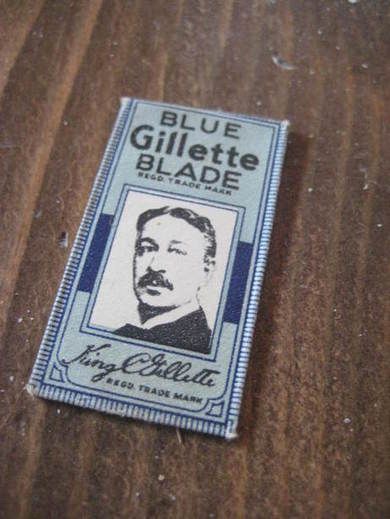 BLUE
Gillette
BLADE
REGD. TRADE MARK
King C Gillette
REGD. TRADE MARK